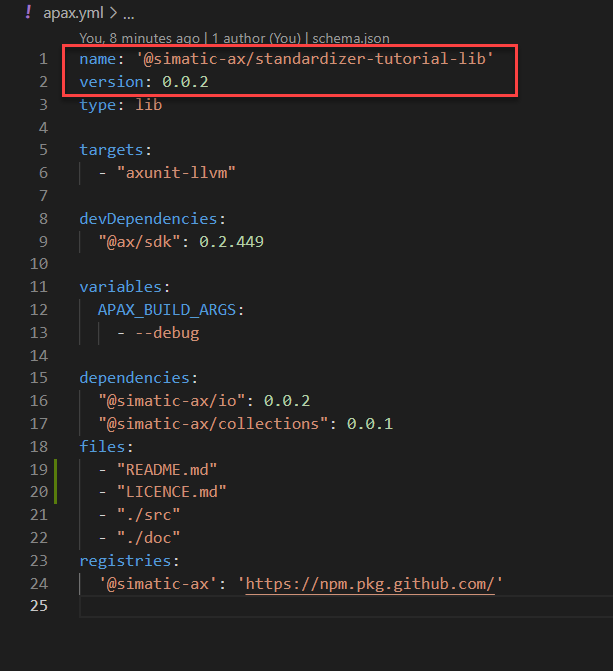 ! apax.yml > ...
You, 8 minutes ago | 1 author (You) | schema.json
1 name: '@simatic-ax/standardizer-tutorial-lib'
2 version: 0.0.2
3 type: lib
4
5 targets:
6 - "axunit-llvm"
7
8 devDependencies:
9 "@ax/sdk": 0.2.449
10
11 variables:
12 APAX_BUILD_ARGS:
13 - --debug
14
15 dependencies:
16 "@simatic-ax/io": 0.0.2
17 "@simatic-ax/collections": 0.0.1
18 files:
19 - "README.md"
20 - "LICENCE.md"
21 - "./src"
22 - "./doc"
23 registries:
24 '@simatic-ax': 'https://npm.pkg.github.com/'
25